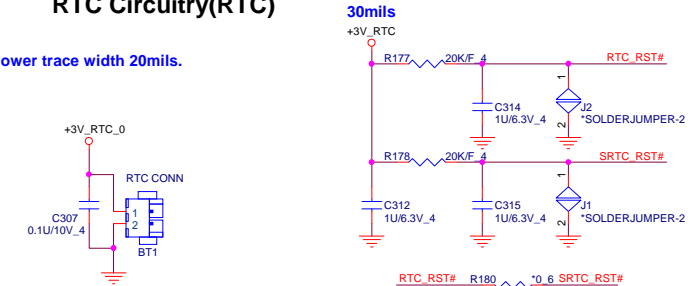 RTC Circuitry(RTC)
30mils
+3V_RTC
ower trace width 20mils.
R177 20K/F_4 RTC_RST#
1
C314 J2
1U/6.3V_4 2 *SOLDERJUMPER-2
+3V_RTC_0
R178 20K/F_4 SRTC_RST#
RTC CONN
1
C312 C315 J1
1U/6.3V_4 1U/6.3V_4 2 *SOLDERJUMPER-2
1
C307 2
0.1U/10V_4
BT1
RTC_RST# R180 *0_6 SRTC_RST#